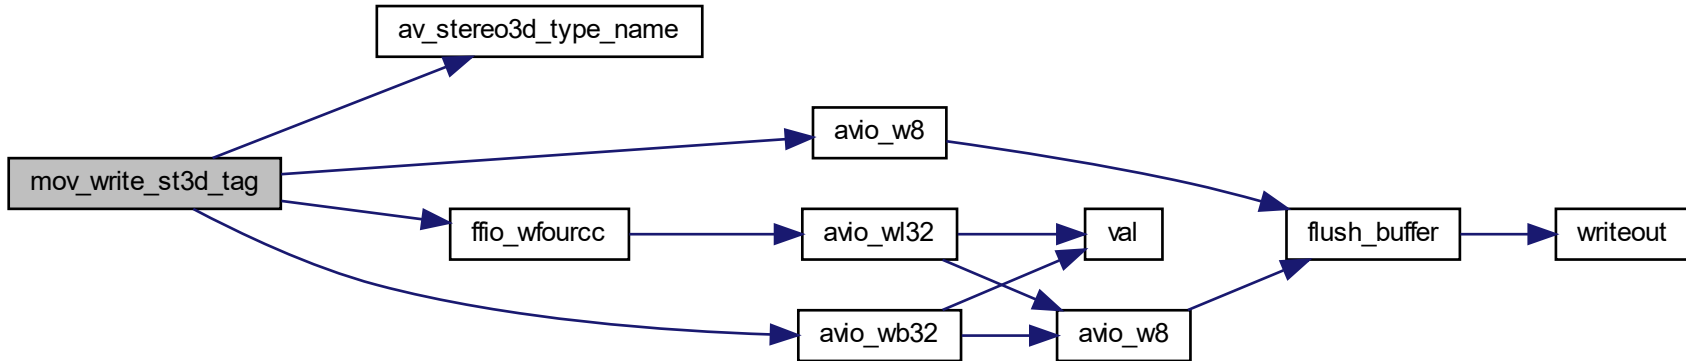 av_stereo3d_type_name
avio_w8
mov_write_st3d_tag
ffio_wfourcc
avio_wl32
val
flush_buffer
writeout
avio_wb32
avio_w8